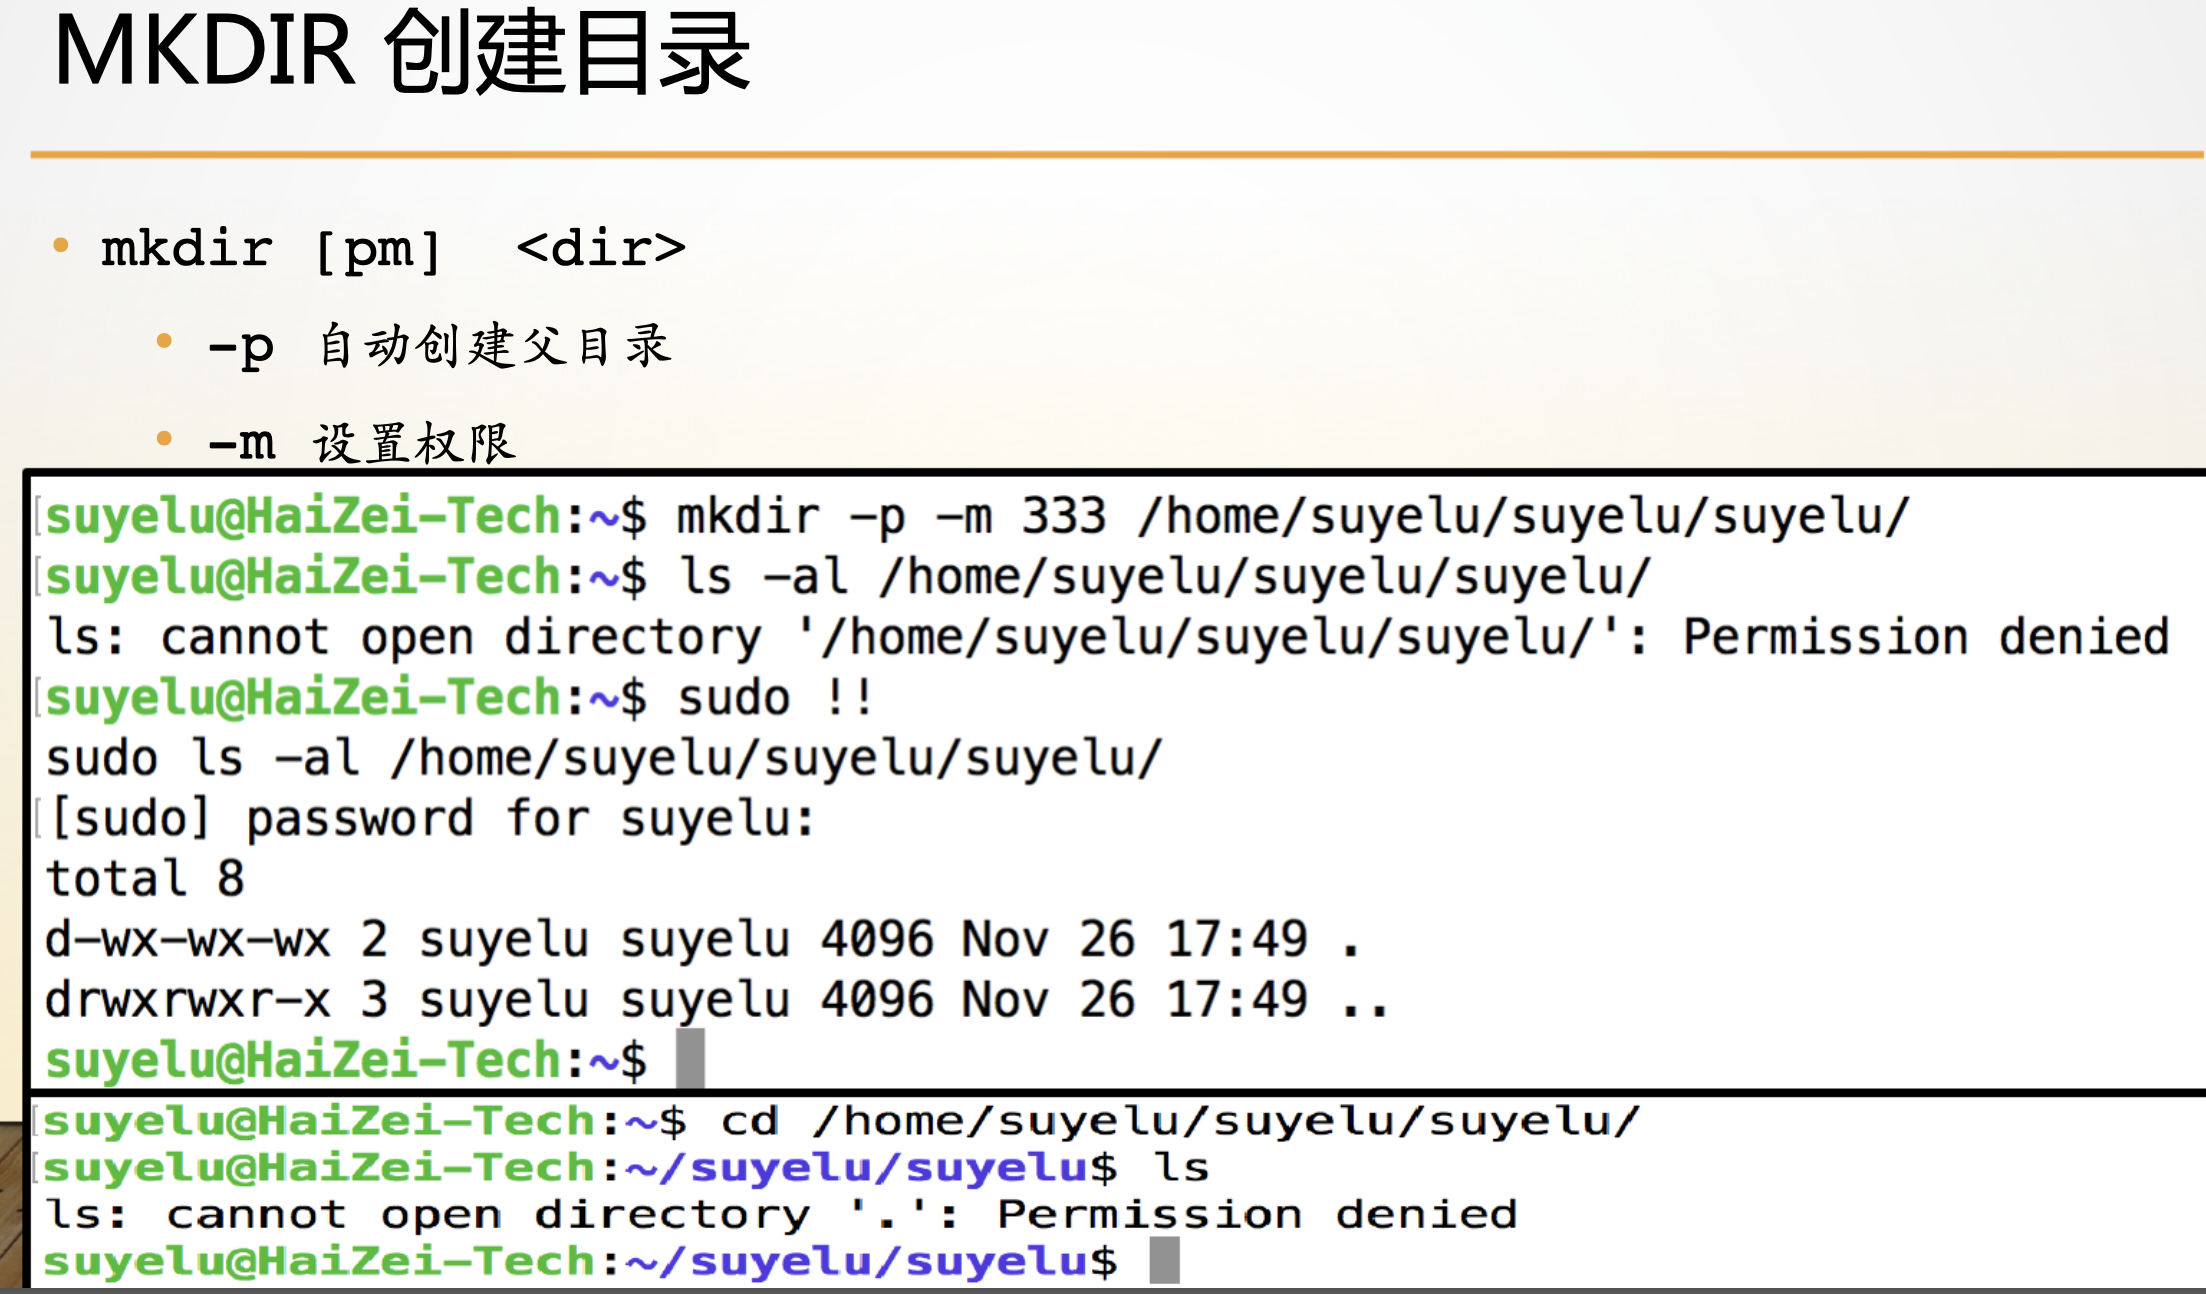 MKDIR 创建目录
• mkdir [pm]  <dir>
• -p 自动创建父目录
• -m 设置权限
[suyelu@HaiZei-Tech:~$ mkdir -p -m 333 /home/suyelu/suyelu/suyelu/
[suyelu@HaiZei-Tech:~$ ls -al /home/suyelu/suyelu/suyelu/
ls: cannot open directory '/home/suyelu/suyelu/suyelu/': Permission denied
[suyelu@HaiZei-Tech:~$ sudo !!
sudo ls -al /home/suyelu/suyelu/suyelu/
[[sudo] password for suyelu:
total 8
d-wx-wx-wx 2 suyelu suyelu 4096 Nov 26 17:49 .
drwxrwxr-x 3 suyelu suyelu 4096 Nov 26 17:49 ..
suyelu@HaiZei-Tech:~$
[suyelu@HaiZei-Tech:~$ cd /home/suyelu/suyelu/suyelu/
[suyelu@HaiZei-Tech:~/suyelu/suyelu$ ls
ls: cannot open directory '.': Permission denied
suyelu@HaiZei-Tech:~/suyelu/suyelu$